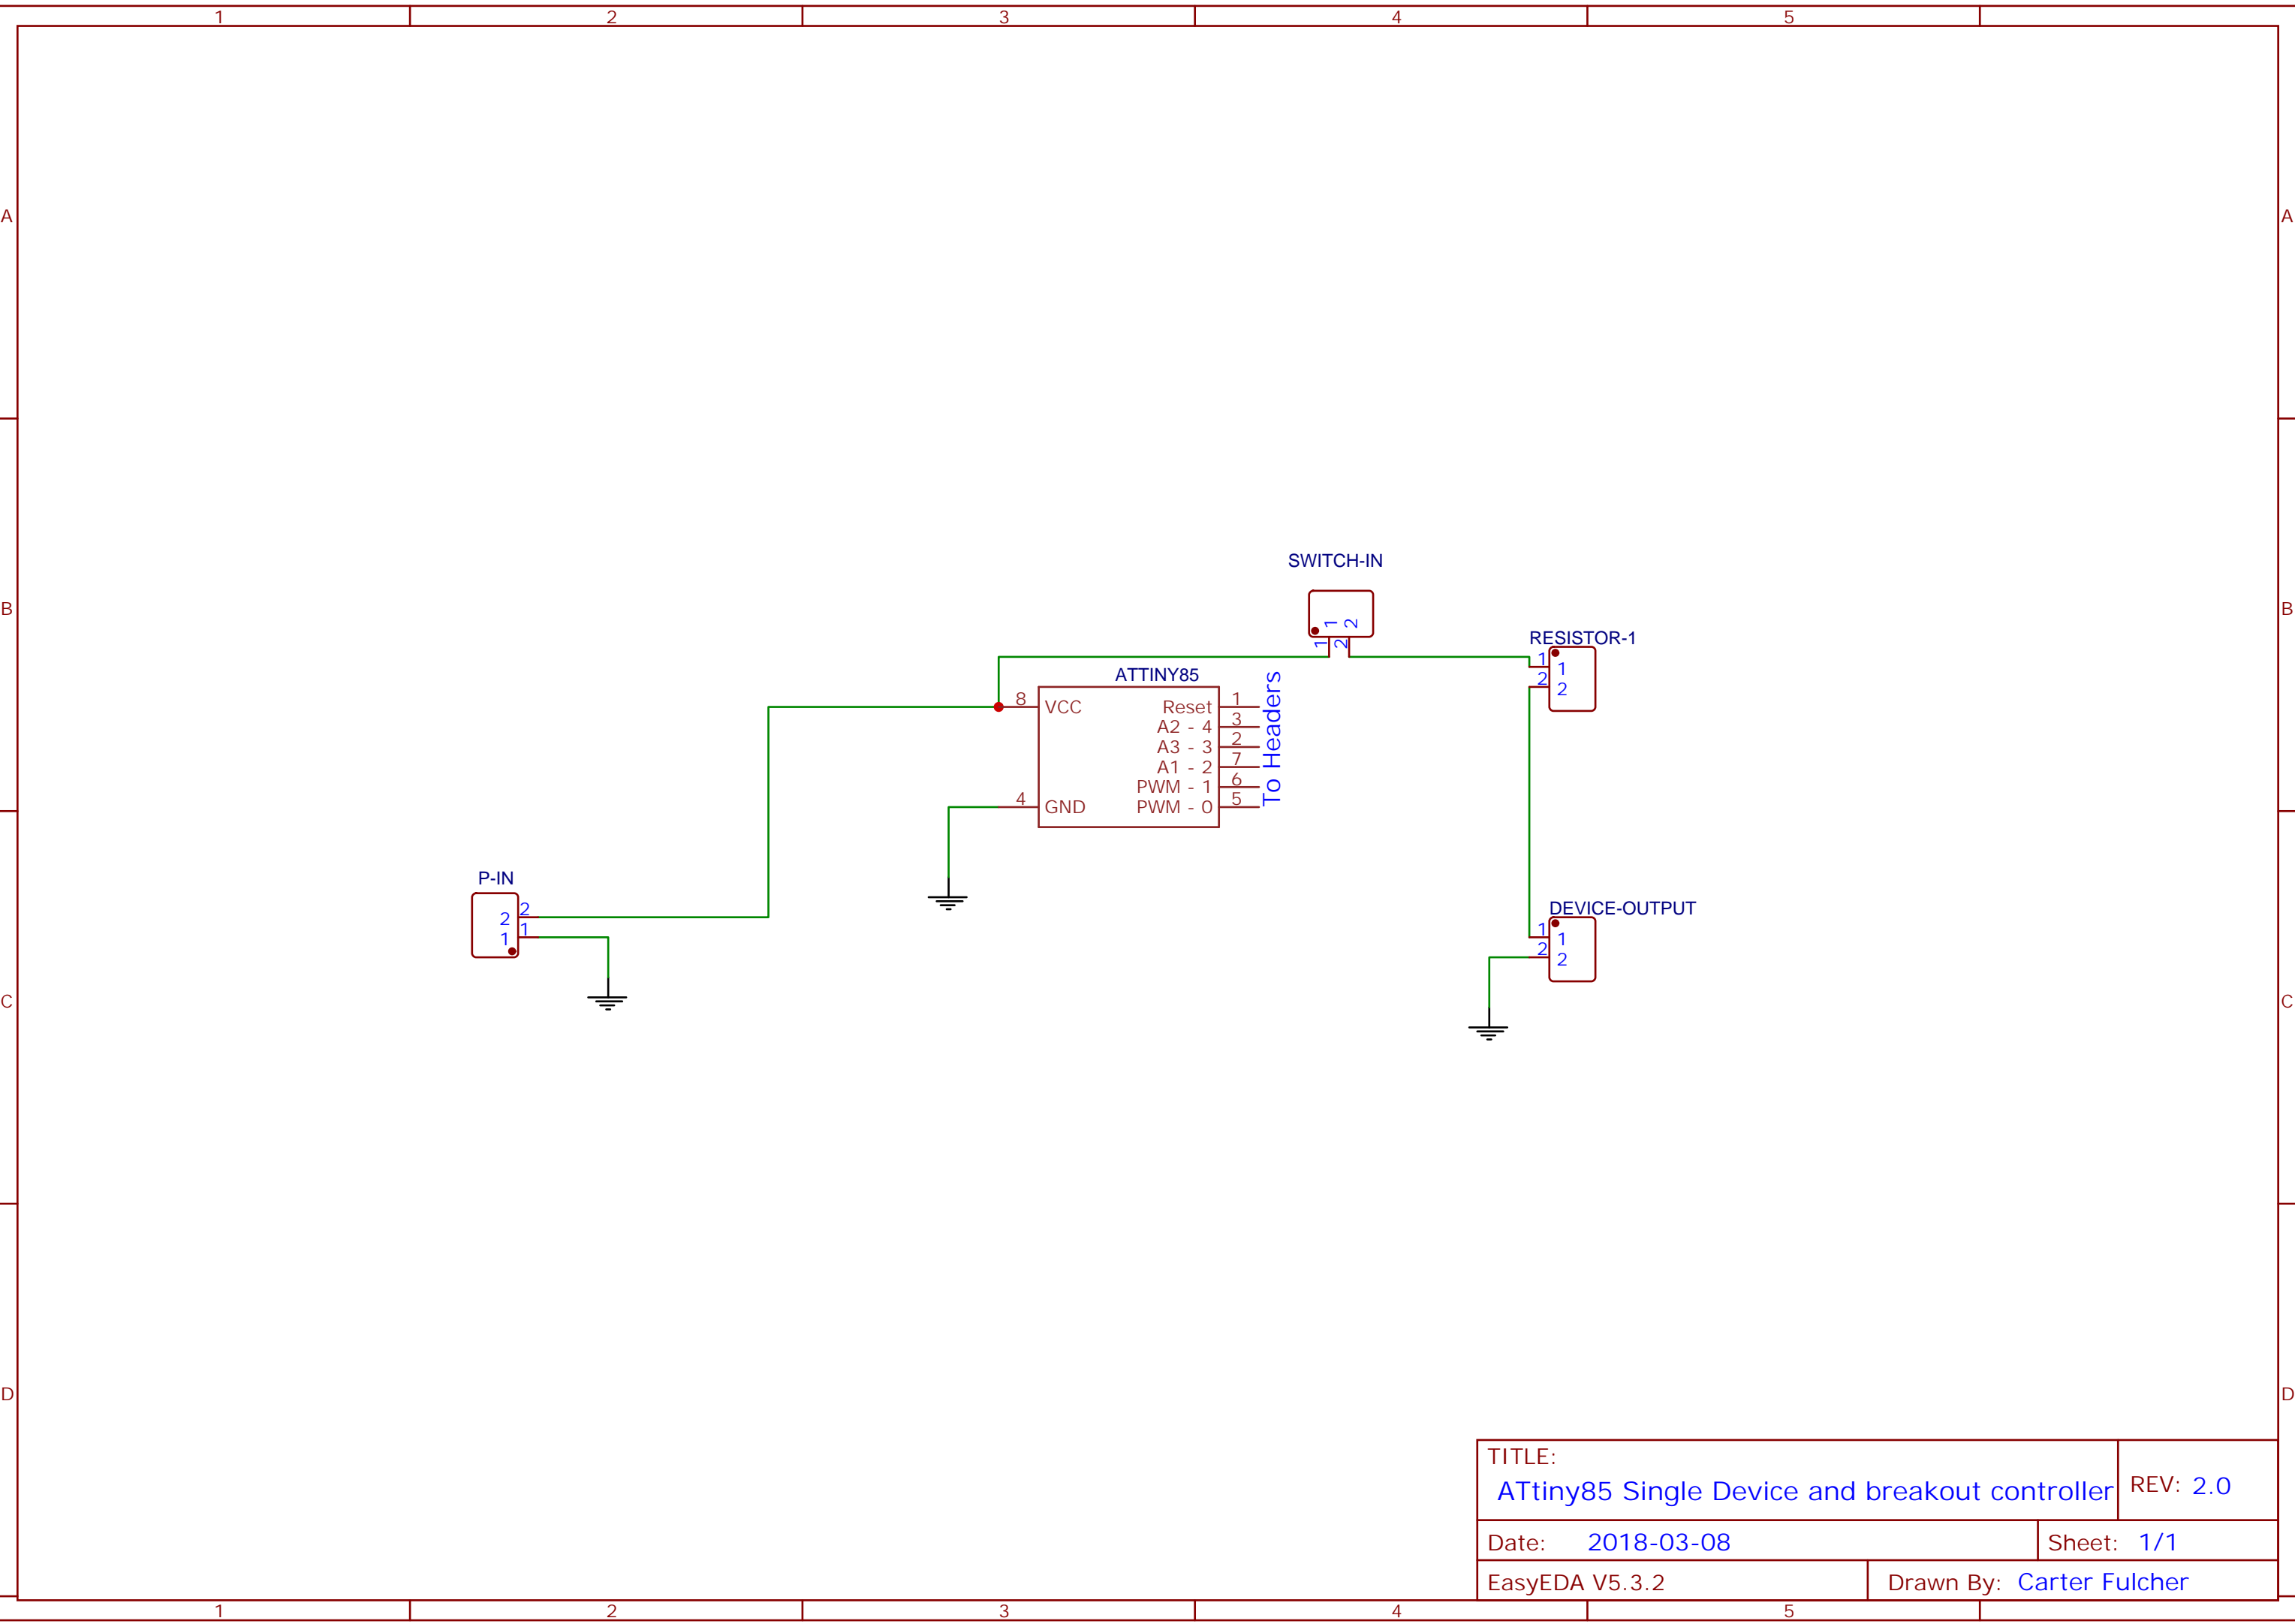 1 2 3 4 5
A A
SWITCH-IN
B B
1 2
1 2
RESISTOR-1
1 1
2 2
ATTINY85
8 VCC Reset 1
A2 - 4 3
A3 - 3 2
A1 - 2 7
PWM - 1 6
4 GND PWM - 0 5
To Headers
P-IN
2 2
1 1
DEVICE-OUTPUT
1 1
2 2
C C
D D
TITLE:
ATtiny85 Single Device and breakout controller
REV: 2.0
Date: 2018-03-08
Sheet: 1/1
EasyEDA V5.3.2
Drawn By: Carter Fulcher
1 2 3 4 5